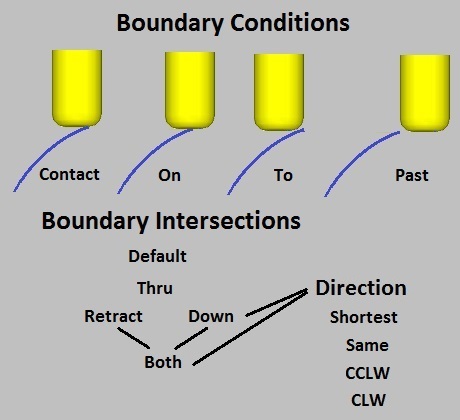 Boundary Conditions
Contact On To Past
Boundary Intersections
Default
Thru
Retract Down
Both
Direction
Shortest
Same
CCLW
CLW